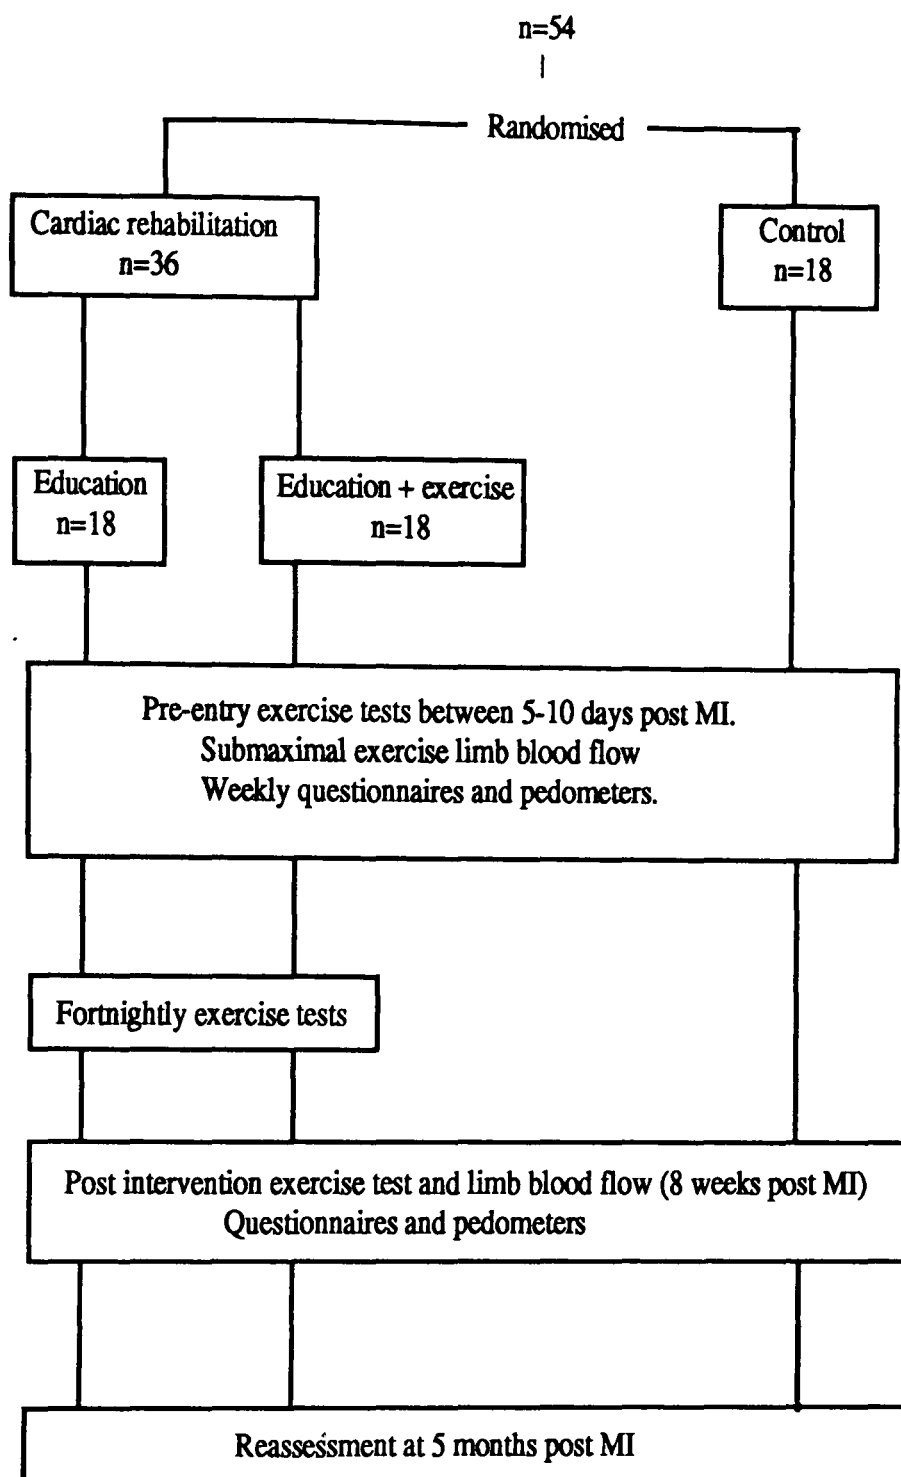 n=54
Randomised
Cardiac rehabilitation
n=36
Control
n=18
Education
n=18
Education + exercise
n=18
Pre-entry exercise tests between 5-10 days post MI.
Submaximal exercise limb blood flow
Weekly questionnaires and pedometers.
Fortnightly exercise tests
Post intervention exercise test and limb blood flow (8 weeks post MI)
Questionnaires and pedometers
Reassessment at 5 months post MI